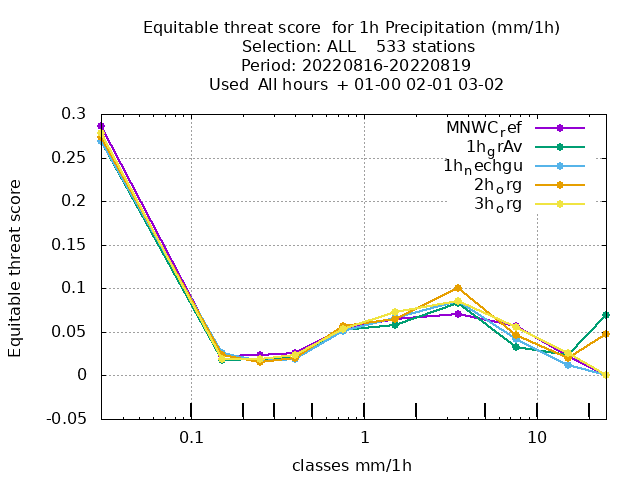 Equitable threat score  for 1h Precipitation (mm/1h)
Selection: ALL    533 stations
Period: 20220816-20220819
Used  All hours  + 01-00 02-01 03-02
0.3
0.25
0.2
0.15
0.1
0.05
0
-0.05
Equitable threat score
MNWCref
1hgrAv
1hnechgu
2horg
3horg
0.1
1
10
classes mm/1h